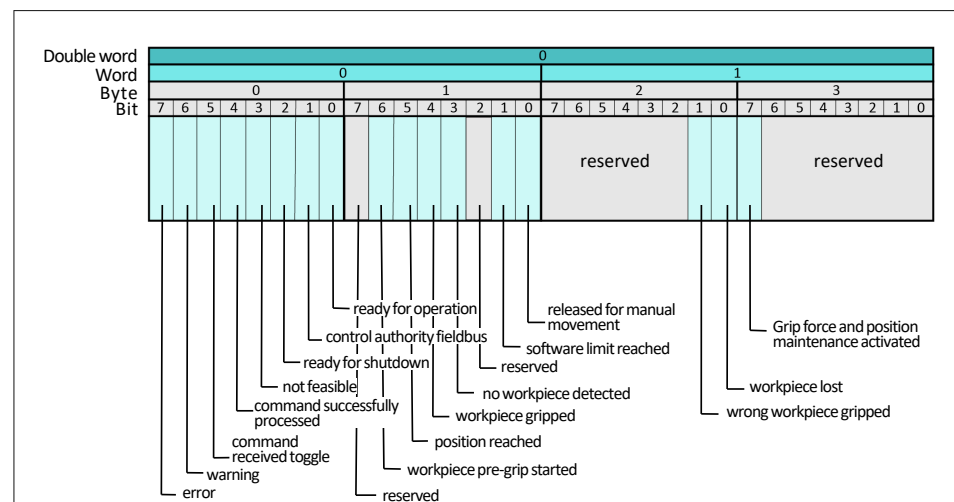 Double word 0
Word 0 1
Byte 0 1 2 3
Bit 7 6 5 4 3 2 1 0 7 6 5 4 3 2 1 0 7 6 5 4 3 2 1 0 7 6 5 4 3 2 1 0
reserved reserved
ready for operation
released for manual
movement
control authority fieldbus
Grip force and position
maintenance activated
software limit reached
ready for shutdown
reserved
not feasible
no workpiece detected
workpiece lost
command successfully
processed
workpiece gripped
wrong workpiece gripped
command
received toggle
position reached
warning
workpiece pre-grip started
error
reserved